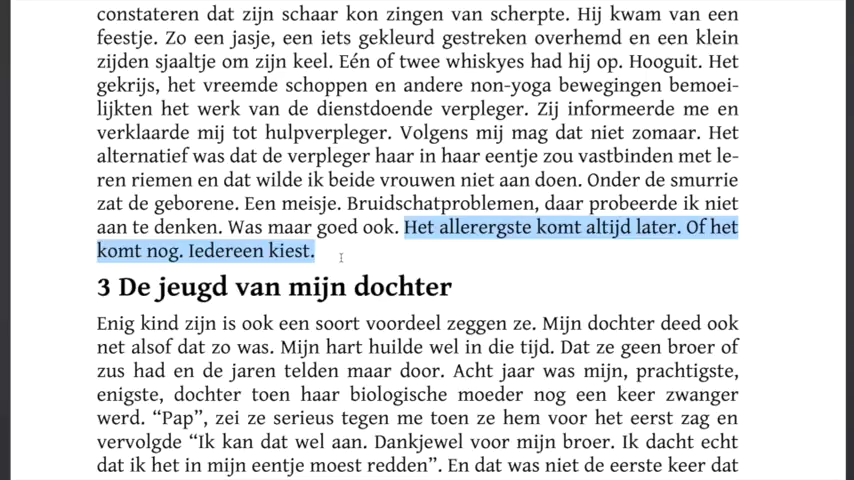 constateren dat zijn schaar kon zingen van scherpte. Hij kwam van een
feestje. Zo een jasje, een iets gekleurd gestreken overhemd en een klein
zijden sjaaltje om zijn keel. Eén of twee whiskyes had hij op. Hooguit. Het
gekrijs, het vreemde schoppen en andere non-yoga bewegingen bemoei-
lijkten het werk van de dienstdoende verpleger. Zij informeerde me en
verklaarde mij tot hulpverpleger. Volgens mij mag dat niet zomaar. Het
alternatief was dat de verpleger haar in haar eentje zou vastbinden met le-
ren riemen en dat wilde ik beide vrouwen niet aan doen. Onder de smurrie
zat de geborene. Een meisje. Bruidschatproblemen, daar probeerde ik niet
aan te denken. Was maar goed ook. Het allerergste komt altijd later. Of het
komt nog. Iedereen kiest.
3 De jeugd van mijn dochter
Enig kind zijn is ook een soort voordeel zeggen ze. Mijn dochter deed ook
net alsof dat zo was. Mijn hart huilde wel in die tijd. Dat ze geen broer of
zus had en de jaren telden maar door. Acht jaar was mijn, prachtigste,
enigste, dochter toen haar biologische moeder nog een keer zwanger
werd. “Pap”, zei ze serieus tegen me toen ze hem voor het eerst zag en
vervolgde “Ik kan dat wel aan. Dankjewel voor mijn broer. Ik dacht echt
dat ik het in mijn eentje moest redden”. En dat was niet de eerste keer dat